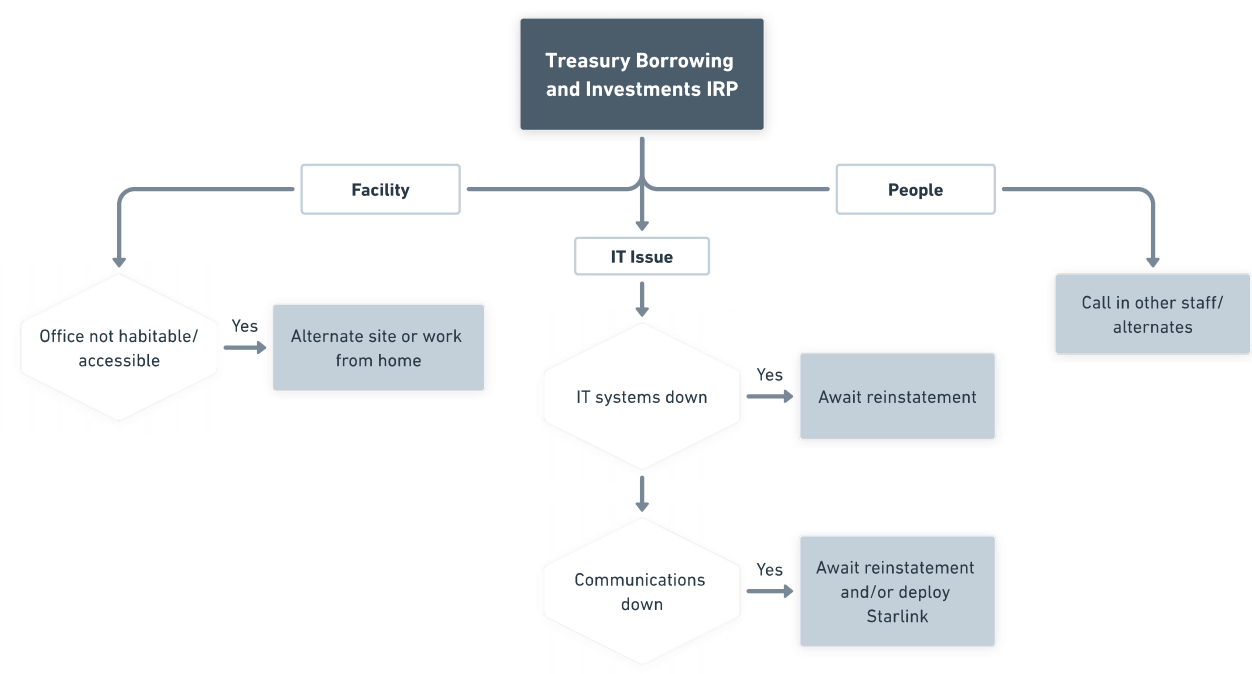 Treasury Borrowing
and Investments IRP
Facility
People
IT Issue
Office not habitable/
accessible
Yes
Alternate site or work
from home
Call in other staff/
alternates
IT systems down
Yes
Await reinstatement
Communications
down
Yes
Await reinstatement
and/or deploy
Starlink